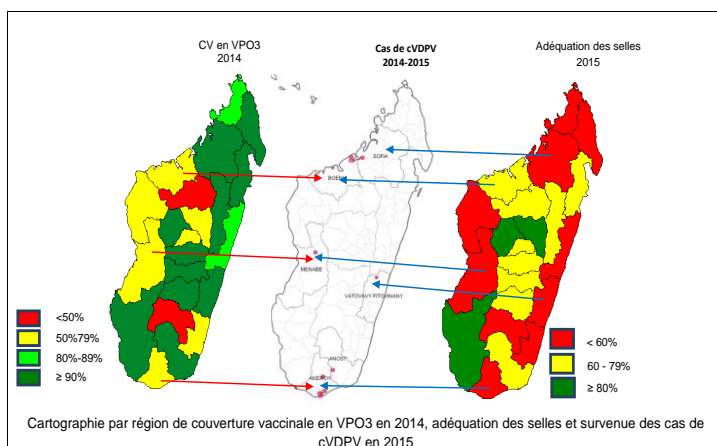 CV en VPO3
2014
Cas de cVDPV
2014-2015
Adéquation des selles
2015
SOFIA
BOENY
MENABE
VATOVAVY FITOVINANY
ANOSY
ANDROY
<50%
50%79%
80%-89%
≥ 90%
< 60%
60 - 79%
≥ 80%
Cartographie par région de couverture vaccinale en VPO3 en 2014, adéquation des selles et survenue des cas de
cVDPV en 2015